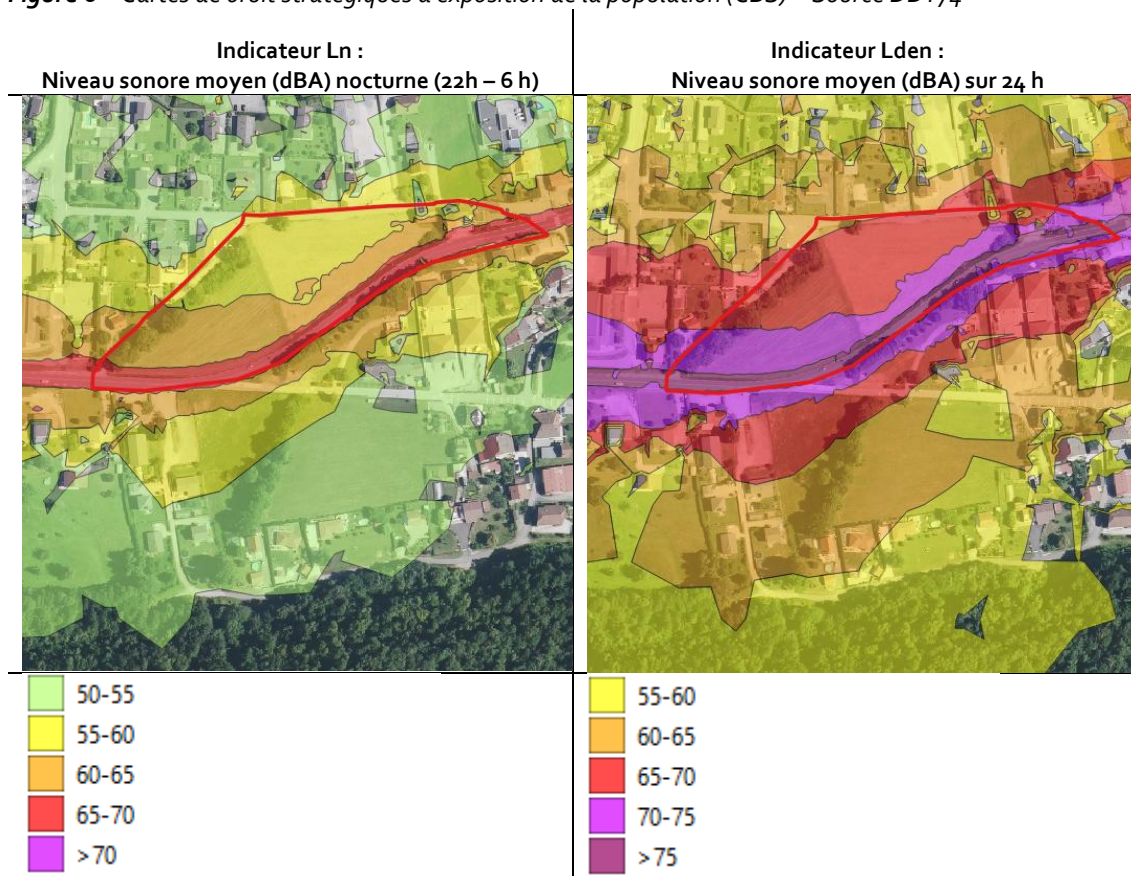 Indicateur Ln :
Niveau sonore moyen (dBA) nocturne (22h – 6 h)
Indicateur Lden :
Niveau sonore moyen (dBA) sur 24 h
50-55
55-60
60-65
65-70
>70
55-60
60-65
65-70
70-75
>75